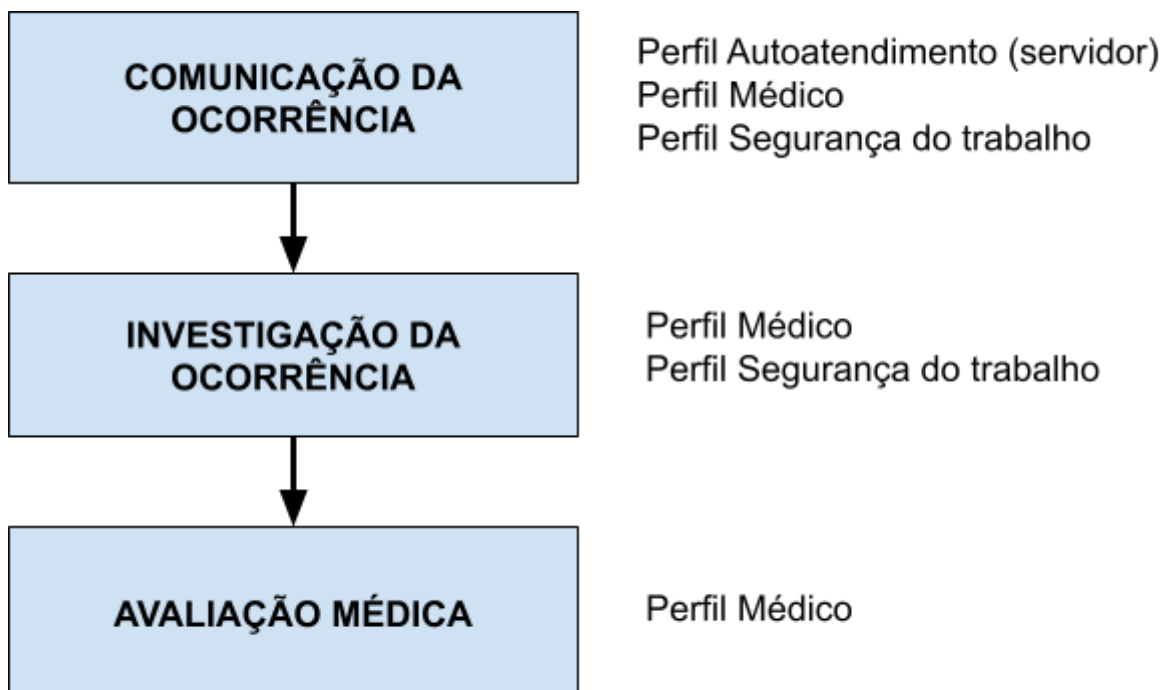 COMUNICAÇÃO DA
OCORRÊNCIA
Perfil Autoatendimento (servidor)
Perfil Médico
Perfil Segurança do trabalho
INVESTIGAÇÃO DA
OCORRÊNCIA
Perfil Médico
Perfil Segurança do trabalho
AVALIAÇÃO MÉDICA
Perfil Médico